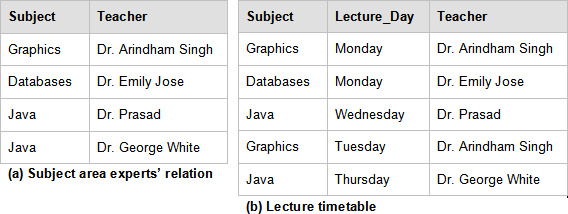 Subject Teacher
Graphics Dr. Arindham Singh
Databases Dr. Emily Jose
Java Dr. Prasad
Java Dr. George White
(a) Subject area experts’ relation
Subject Lecture_Day Teacher
Graphics Monday Dr. Arindham Singh
Databases Monday Dr. Emily Jose
Java Wednesday Dr. Prasad
Graphics Tuesday Dr. Arindham Singh
Java Thursday Dr. George White
(b) Lecture timetable